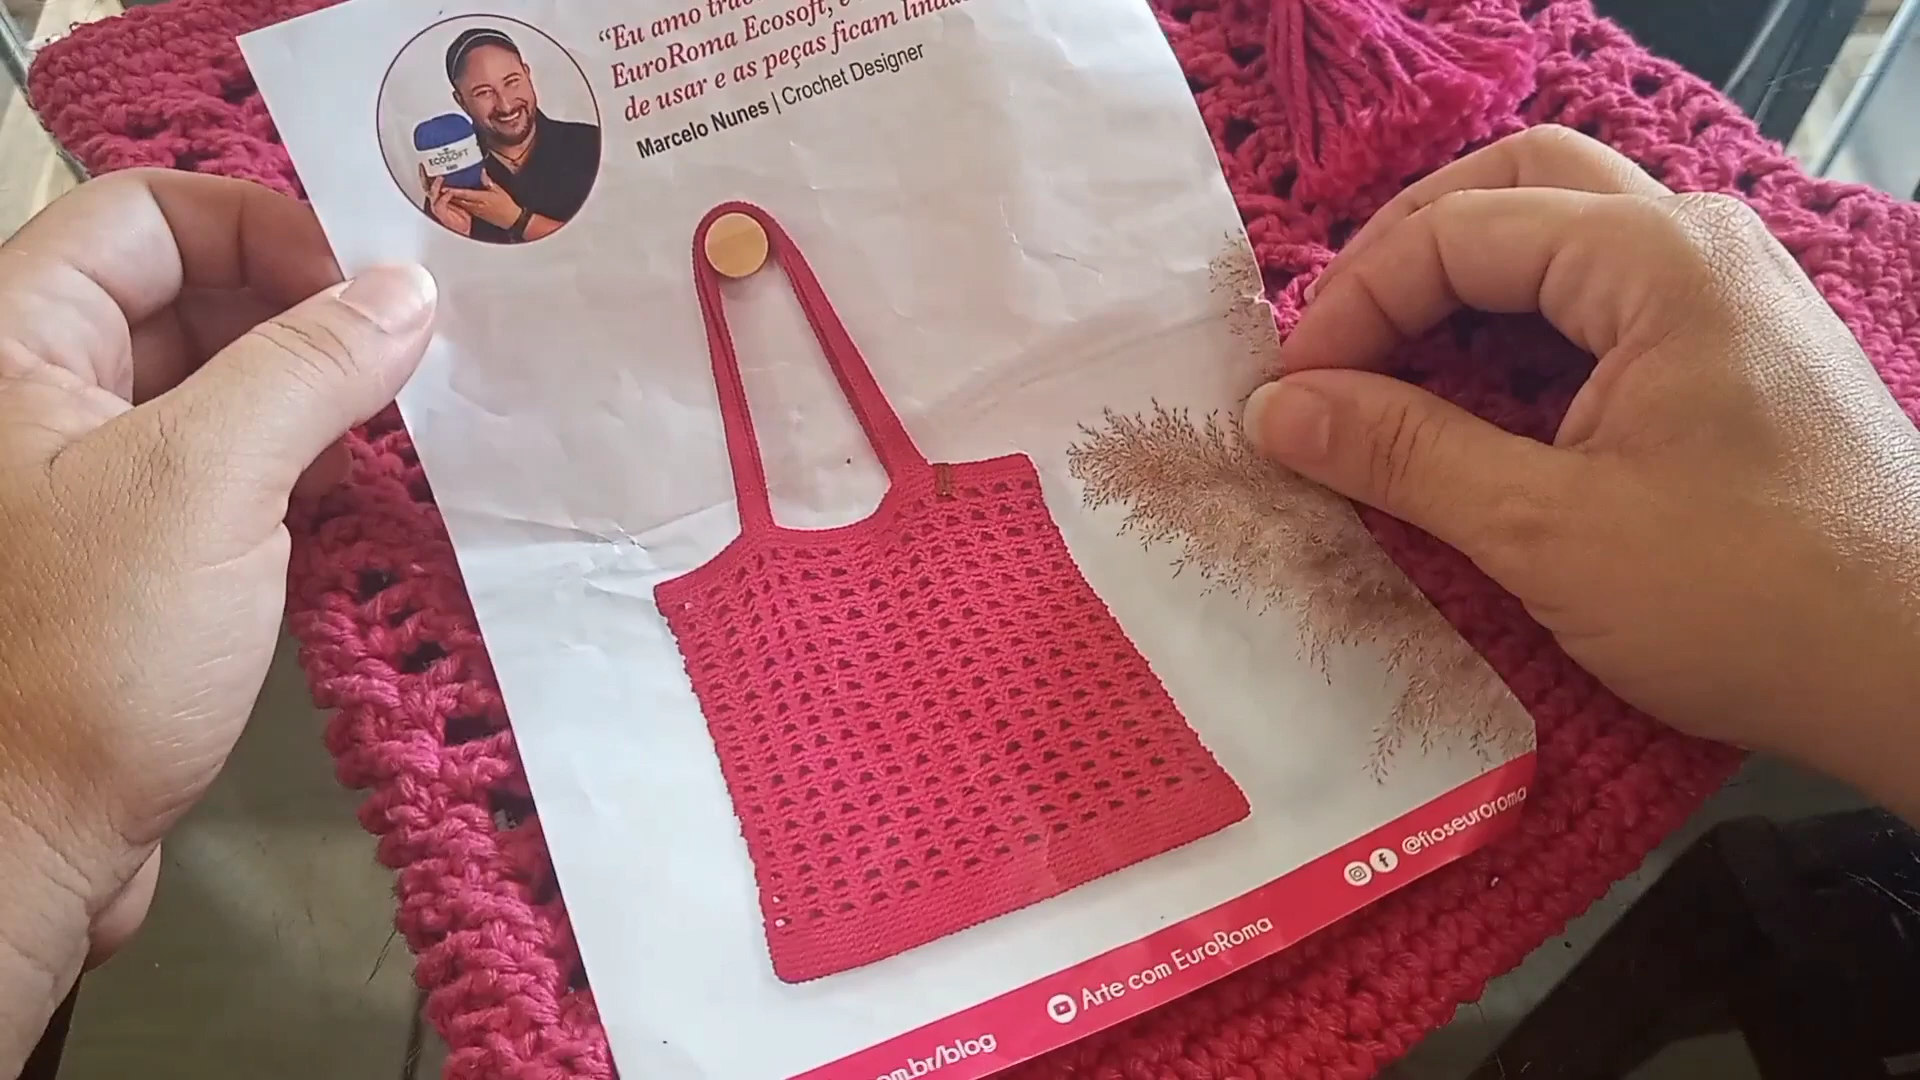 “Eu amo
EuroRoma Ecosoft,
de usar e as peças ficam
Marcelo Nunes | Crochet Designer
ECOSOFT
@fioseuroroma
Arte com EuroRoma
om.br/blog